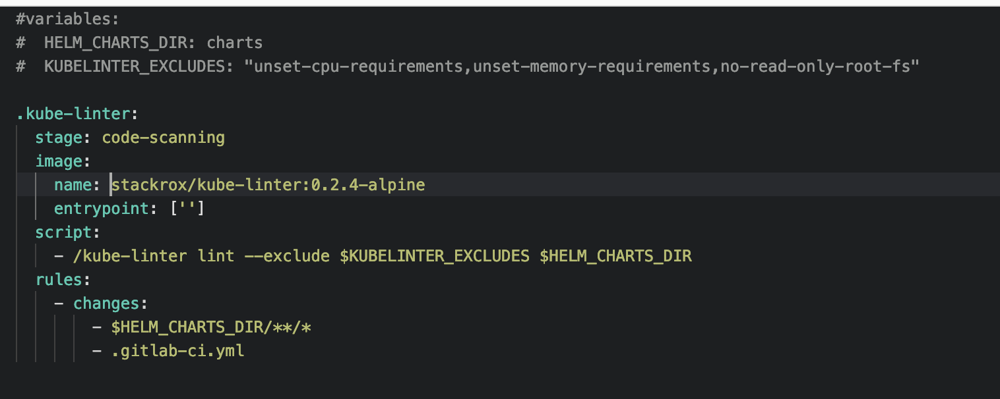 #variables:
#  HELM_CHARTS_DIR: charts
#  KUBELINTER_EXCLUDES: "unset-cpu-requirements,unset-memory-requirements,no-read-only-root-fs"

.kube-linter:
  stage: code-scanning
  image:
    name: stackrox/kube-linter:0.2.4-alpine
    entrypoint: ['']
  script:
    - /kube-linter lint --exclude $KUBELINTER_EXCLUDES $HELM_CHARTS_DIR
  rules:
    - changes:
        - $HELM_CHARTS_DIR/**/*
        - .gitlab-ci.yml